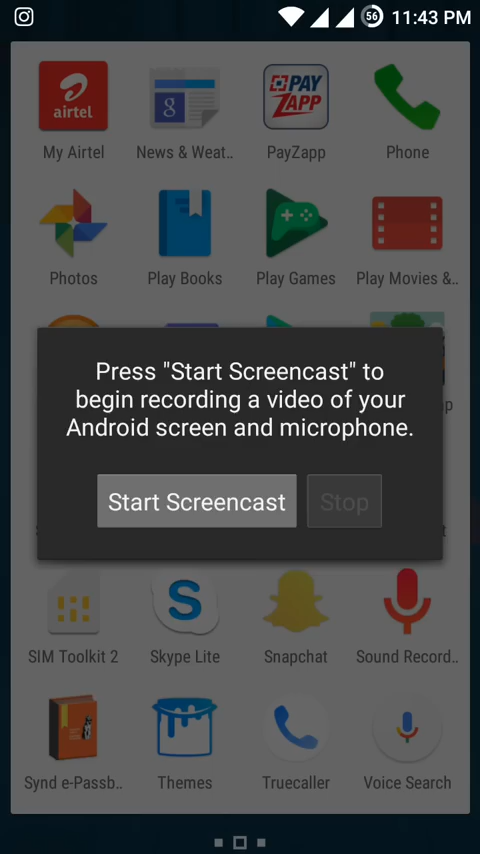 56 11:43 PM
airtel
g
PAY
ZAPP
My Airtel News & Weat.. PayZapp Phone
Photos Play Books Play Games Play Movies &..
Press "Start Screencast" to
begin recording a video of your
Android screen and microphone.
Start Screencast Stop
S
SIM Toolkit 2 Skype Lite Snapchat Sound Record..
Synd e-Passb.. Themes Truecaller Voice Search